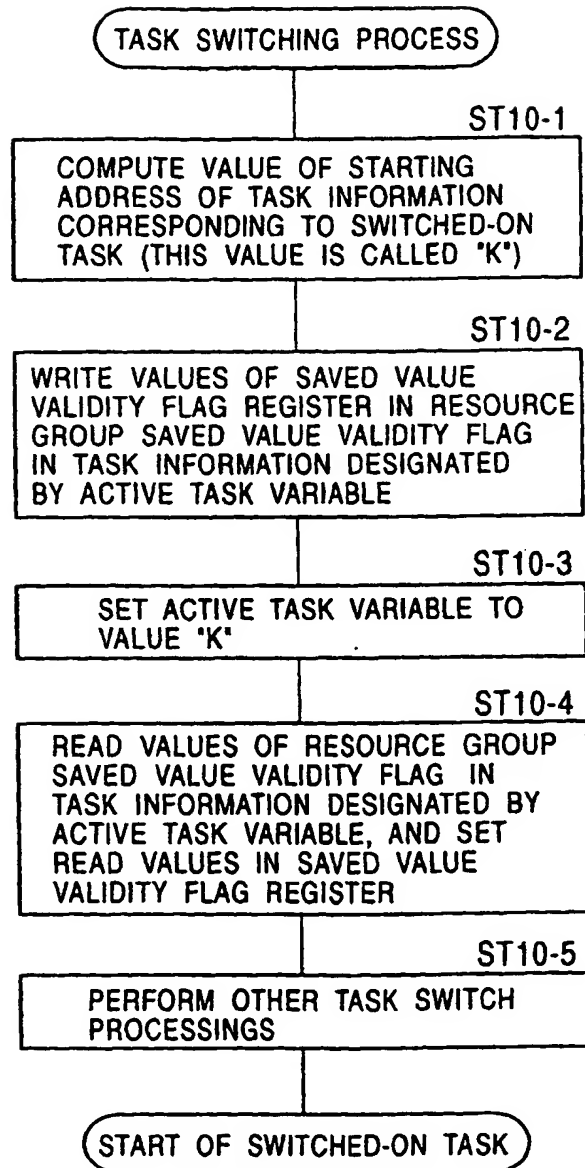 TASK SWITCHING PROCESS
ST10-1
COMPUTE VALUE OF STARTING
ADDRESS OF TASK INFORMATION
CORRESPONDING TO SWITCHED-ON
TASK (THIS VALUE IS CALLED "K")
ST10-2
WRITE VALUES OF SAVED VALUE
VALIDITY FLAG REGISTER IN RESOURCE
GROUP SAVED VALUE VALIDITY FLAG
IN TASK INFORMATION DESIGNATED
BY ACTIVE TASK VARIABLE
ST10-3
SET ACTIVE TASK VARIABLE TO
VALUE "K"
ST10-4
READ VALUES OF RESOURCE GROUP
SAVED VALUE VALIDITY FLAG IN
TASK INFORMATION DESIGNATED BY
ACTIVE TASK VARIABLE, AND SET
READ VALUES IN SAVED VALUE
VALIDITY FLAG REGISTER
ST10-5
PERFORM OTHER TASK SWITCH
PROCESSINGS
START OF SWITCHED-ON TASK